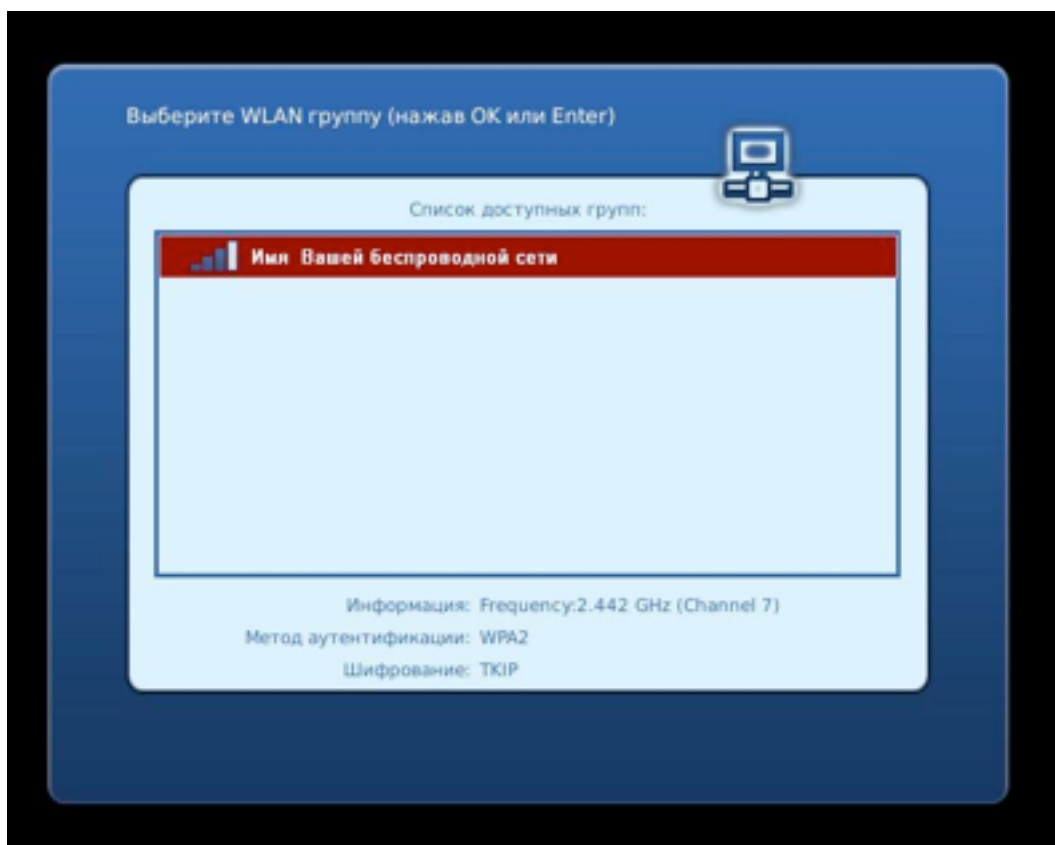 Выберите WLAN группу (нажав OK или Enter)
Список доступных групп:
Имя Вашей беспроводной сети
Информация: Frequency:2.442 GHz (Channel 7)
Метод аутентификации: WPA2
Шифрование: TKIP